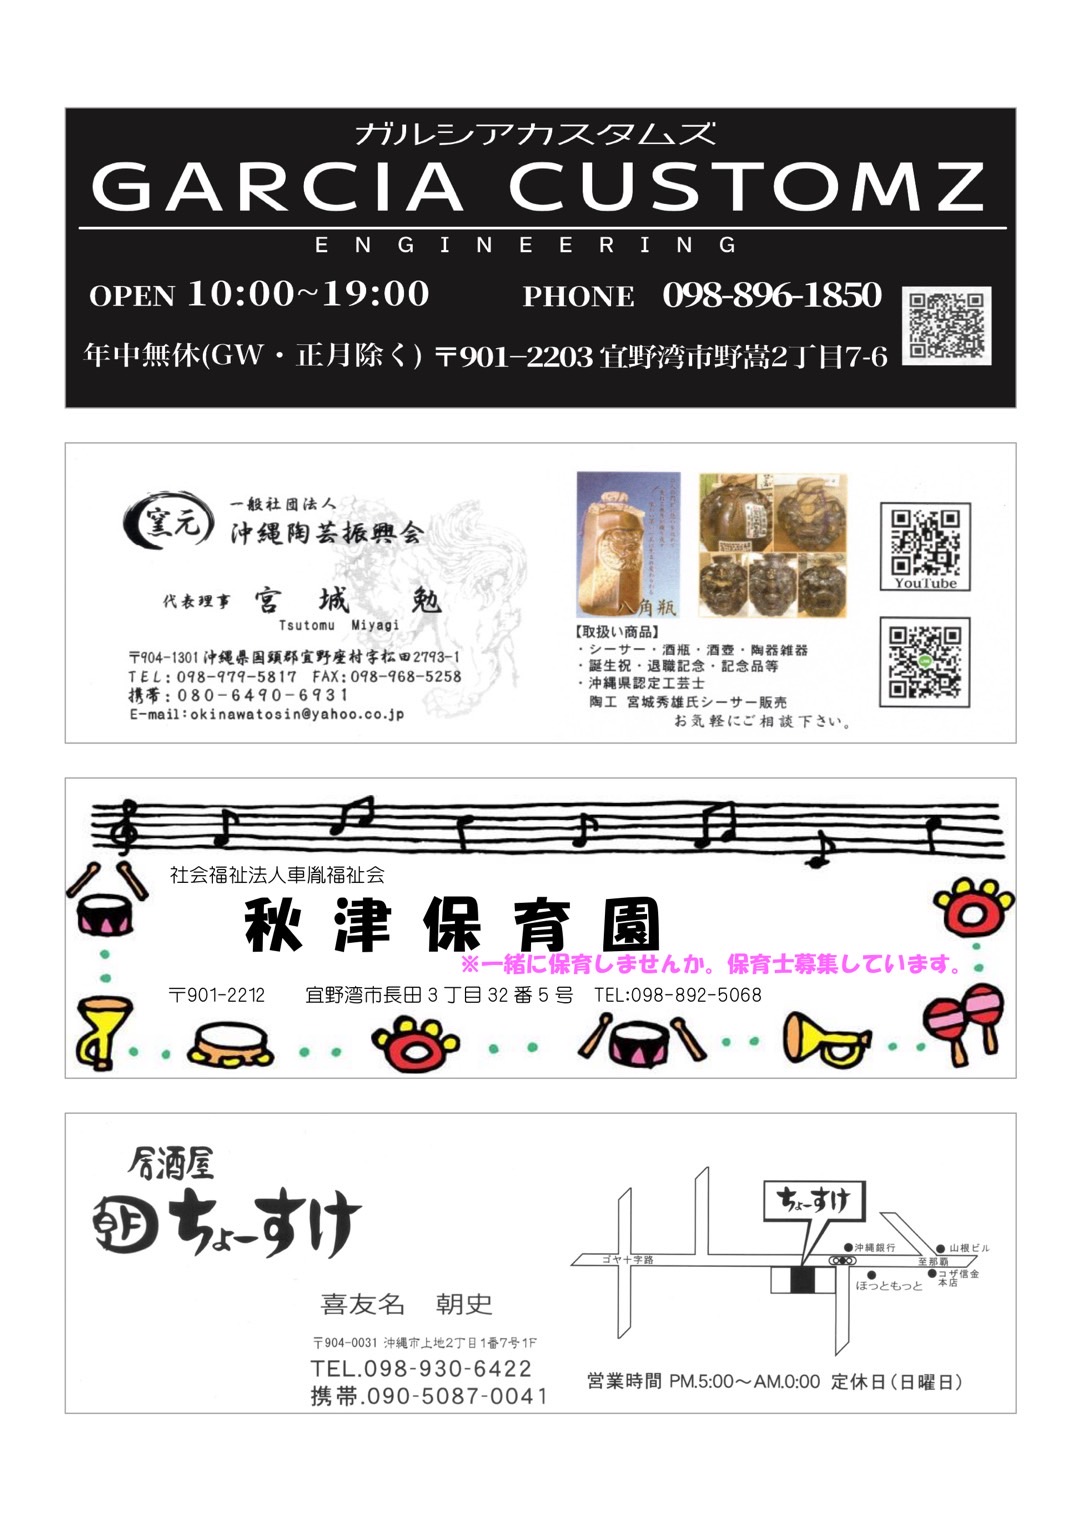 ガルシアカスタムズ
GARCIA CUSTOMZ
ENGINEERING
OPEN 10:00~19:00 PHONE 098-896-1850
年中無休(GW・正月除く) 〒901-2203 宜野湾市野嵩2丁目7-6
窯元
一般社団法人
沖縄陶芸振興会
代表理事 宮城 勉
Tsutomu Miyagi
〒904-1301 沖縄県国頭郡宜野座村字松田2793-1
TEL:098-979-5817 FAX:098-968-5258
携帯:080-6490-6931
E-mail:okinawatosin@yahoo.co.jp
八角瓶
【取扱い商品】
・シーサー・酒瓶・酒壺・陶器雑器
・誕生祝・退職記念・記念品等
・沖縄県認定工芸士
陶工 宮城秀雄氏シーサー販売
お気軽にご相談下さい。
YouTube
社会福祉法人車胤福祉会
秋津保育園
※一緒に保育しませんか。保育士募集しています。
〒901-2212 宜野湾市長田3丁目32番5号 TEL:098-892-5068
居酒屋
朝 ちょーすけ
喜友名 朝史
〒904-0031 沖縄市上地2丁目1番7号1F
TEL.098-930-6422
携帯.090-5087-0041
ちょーすけ
ゴヤ十字路
沖縄銀行
山根ビル
至那覇
ほっともっと
コザ信金
本店
営業時間 PM.5:00～AM.0:00 定休日(日曜日)